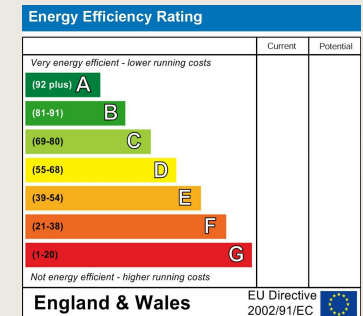 Energy Efficiency Rating
Current Potential
Very energy efficient - lower running costs
(92 plus) A
(81-91) B
(69-80) C
(55-68) D
(39-54) E
(21-38) F
(1-20) G
Not energy efficient - higher running costs
England & Wales
EU Directive
2002/91/EC